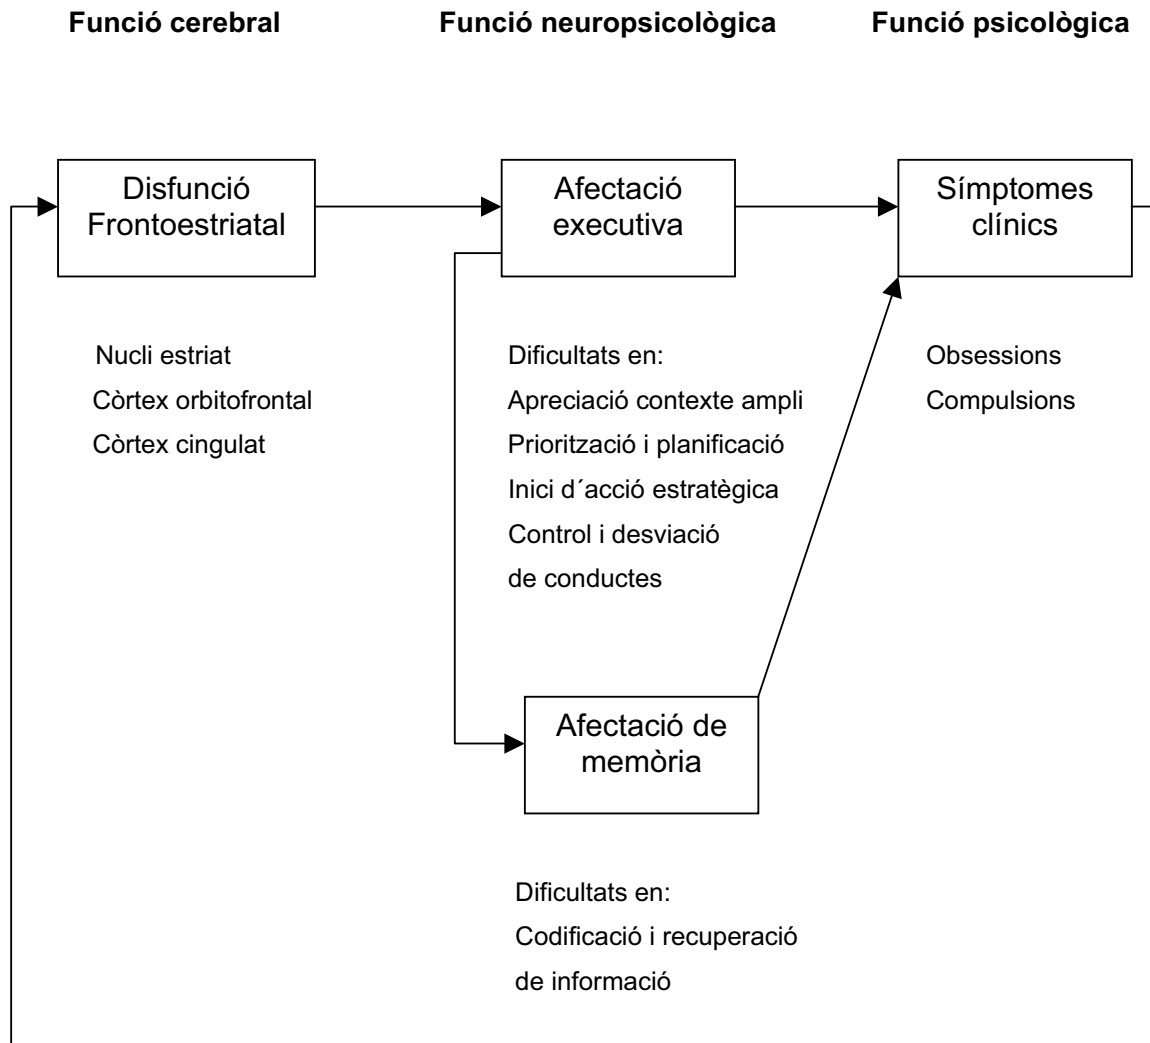 Funció cerebral
Funció neuropsicològica
Funció psicològica
Disfunció
Frontoestriatal
Afectació
executiva
Símptomes
clínics
Nucli estriat
Còrtex orbitofrontal
Còrtex cingulat
Dificultats en:
Apreciació contexte ampli
Priorització i planificació
Inici d´acció estratègica
Control i desviació
de conductes
Obsessions
Compulsions
Afectació de
memòria
Dificultats en:
Codificació i recuperació
de informació